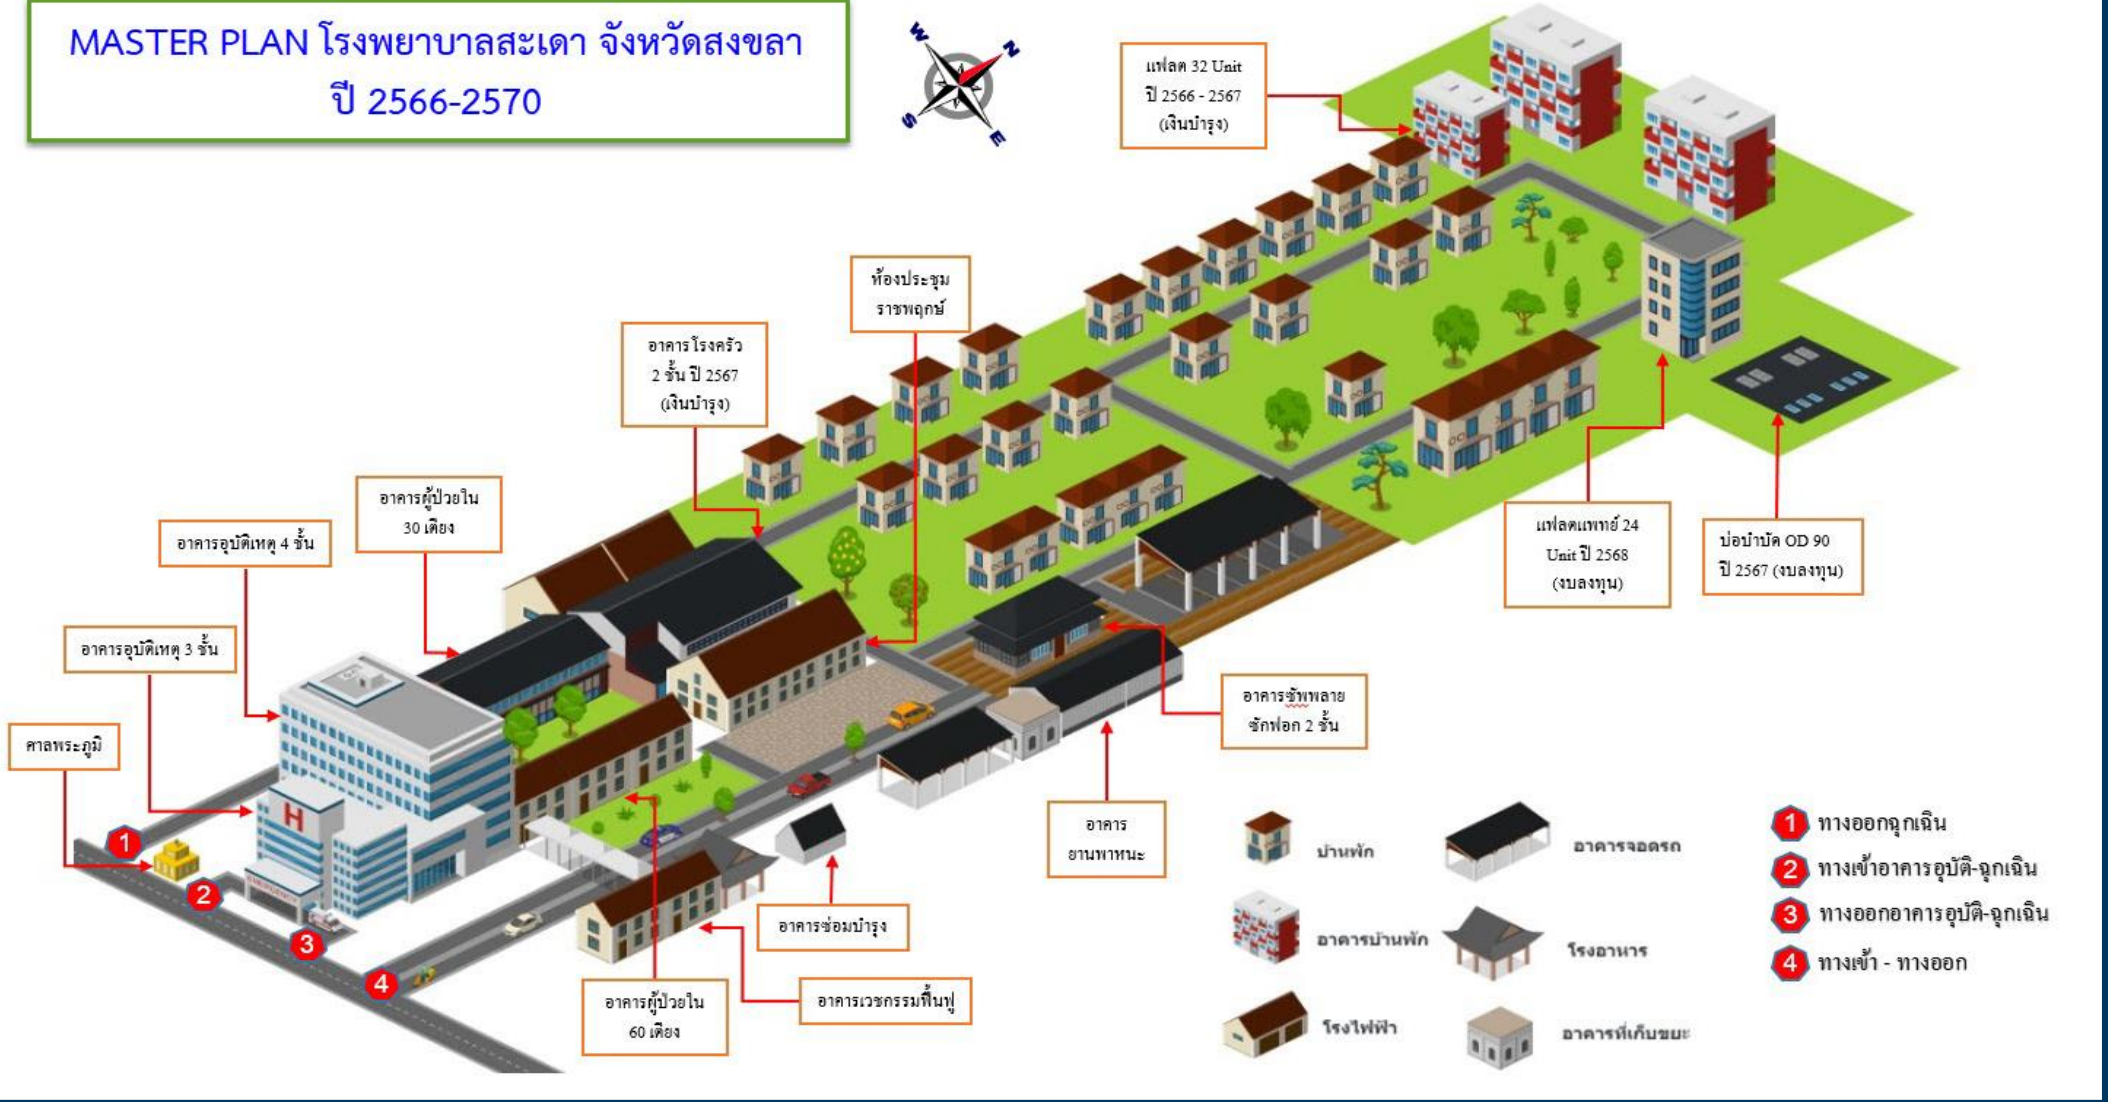 MASTER PLAN โรงพยาบาลสะเดา จังหวัดสงขลา
ปี 2566-2570
W
N
S
E
แฟลต 32 Unit
ปี 2566 - 2567
(เงินบำรุง)
ห้องประชุม
ราชพฤกษ์
อาคารโรงครัว
2 ชั้น ปี 2567
(เงินบำรุง)
อาคารผู้ป่วยใน
30 เตียง
อาคารอุบัติเหตุ 4 ชั้น
อาคารอุบัติเหตุ 3 ชั้น
ศาลพระภูมิ
แฟลตแพทย์ 24
Unit ปี 2568
(งบลงทุน)
บ่อบำบัด OD 90
ปี 2567 (งบลงทุน)
อาคารซัพพลาย
ซักฟอก 2 ชั้น
อาคาร
ยานพาหนะ
อาคารซ่อมบำรุง
อาคารเวชกรรมฟื้นฟู
อาคารผู้ป่วยใน
60 เตียง
H
EMERGENCY
1
2
3
4
บ้านพัก
อาคารบ้านพัก
โรงไฟฟ้า
อาคารจอดรถ
โรงอาหาร
อาคารที่เก็บขยะ
1 ทางออกฉุกเฉิน
2 ทางเข้าอาคารอุบัติ-ฉุกเฉิน
3 ทางออกอาคารอุบัติ-ฉุกเฉิน
4 ทางเข้า - ทางออก